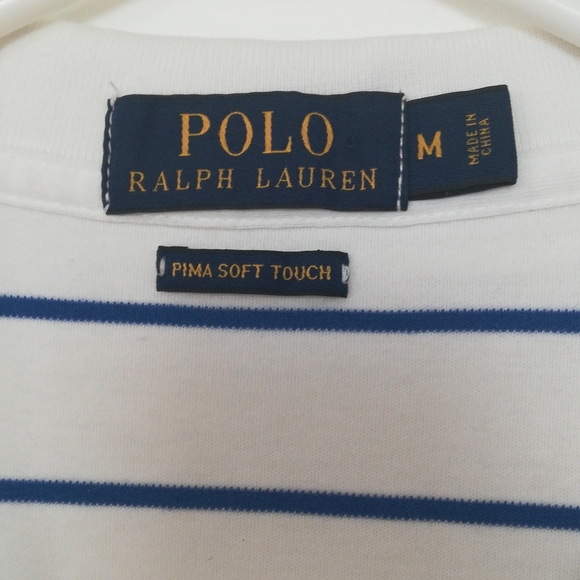 POLO
RALPH LAUREN
M
MADE IN
CHINA
PIMA SOFT TOUCH